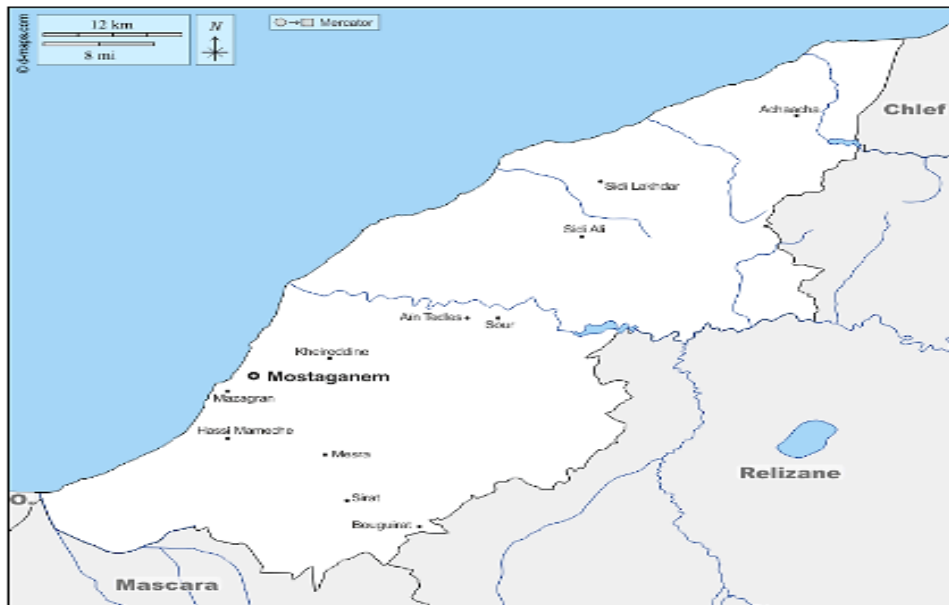 © d-maps.com
12 km
8 mi
N
Mercator
Achaacha
Chlef
Sidi Lakhdar
Sidi Ali
Ain Tedles
Sour
Kheireddine
Mostaganem
Mazagran
Hassi Mameche
Mesra
Relizane
O.
Sirat
Bouguirat
Mascara